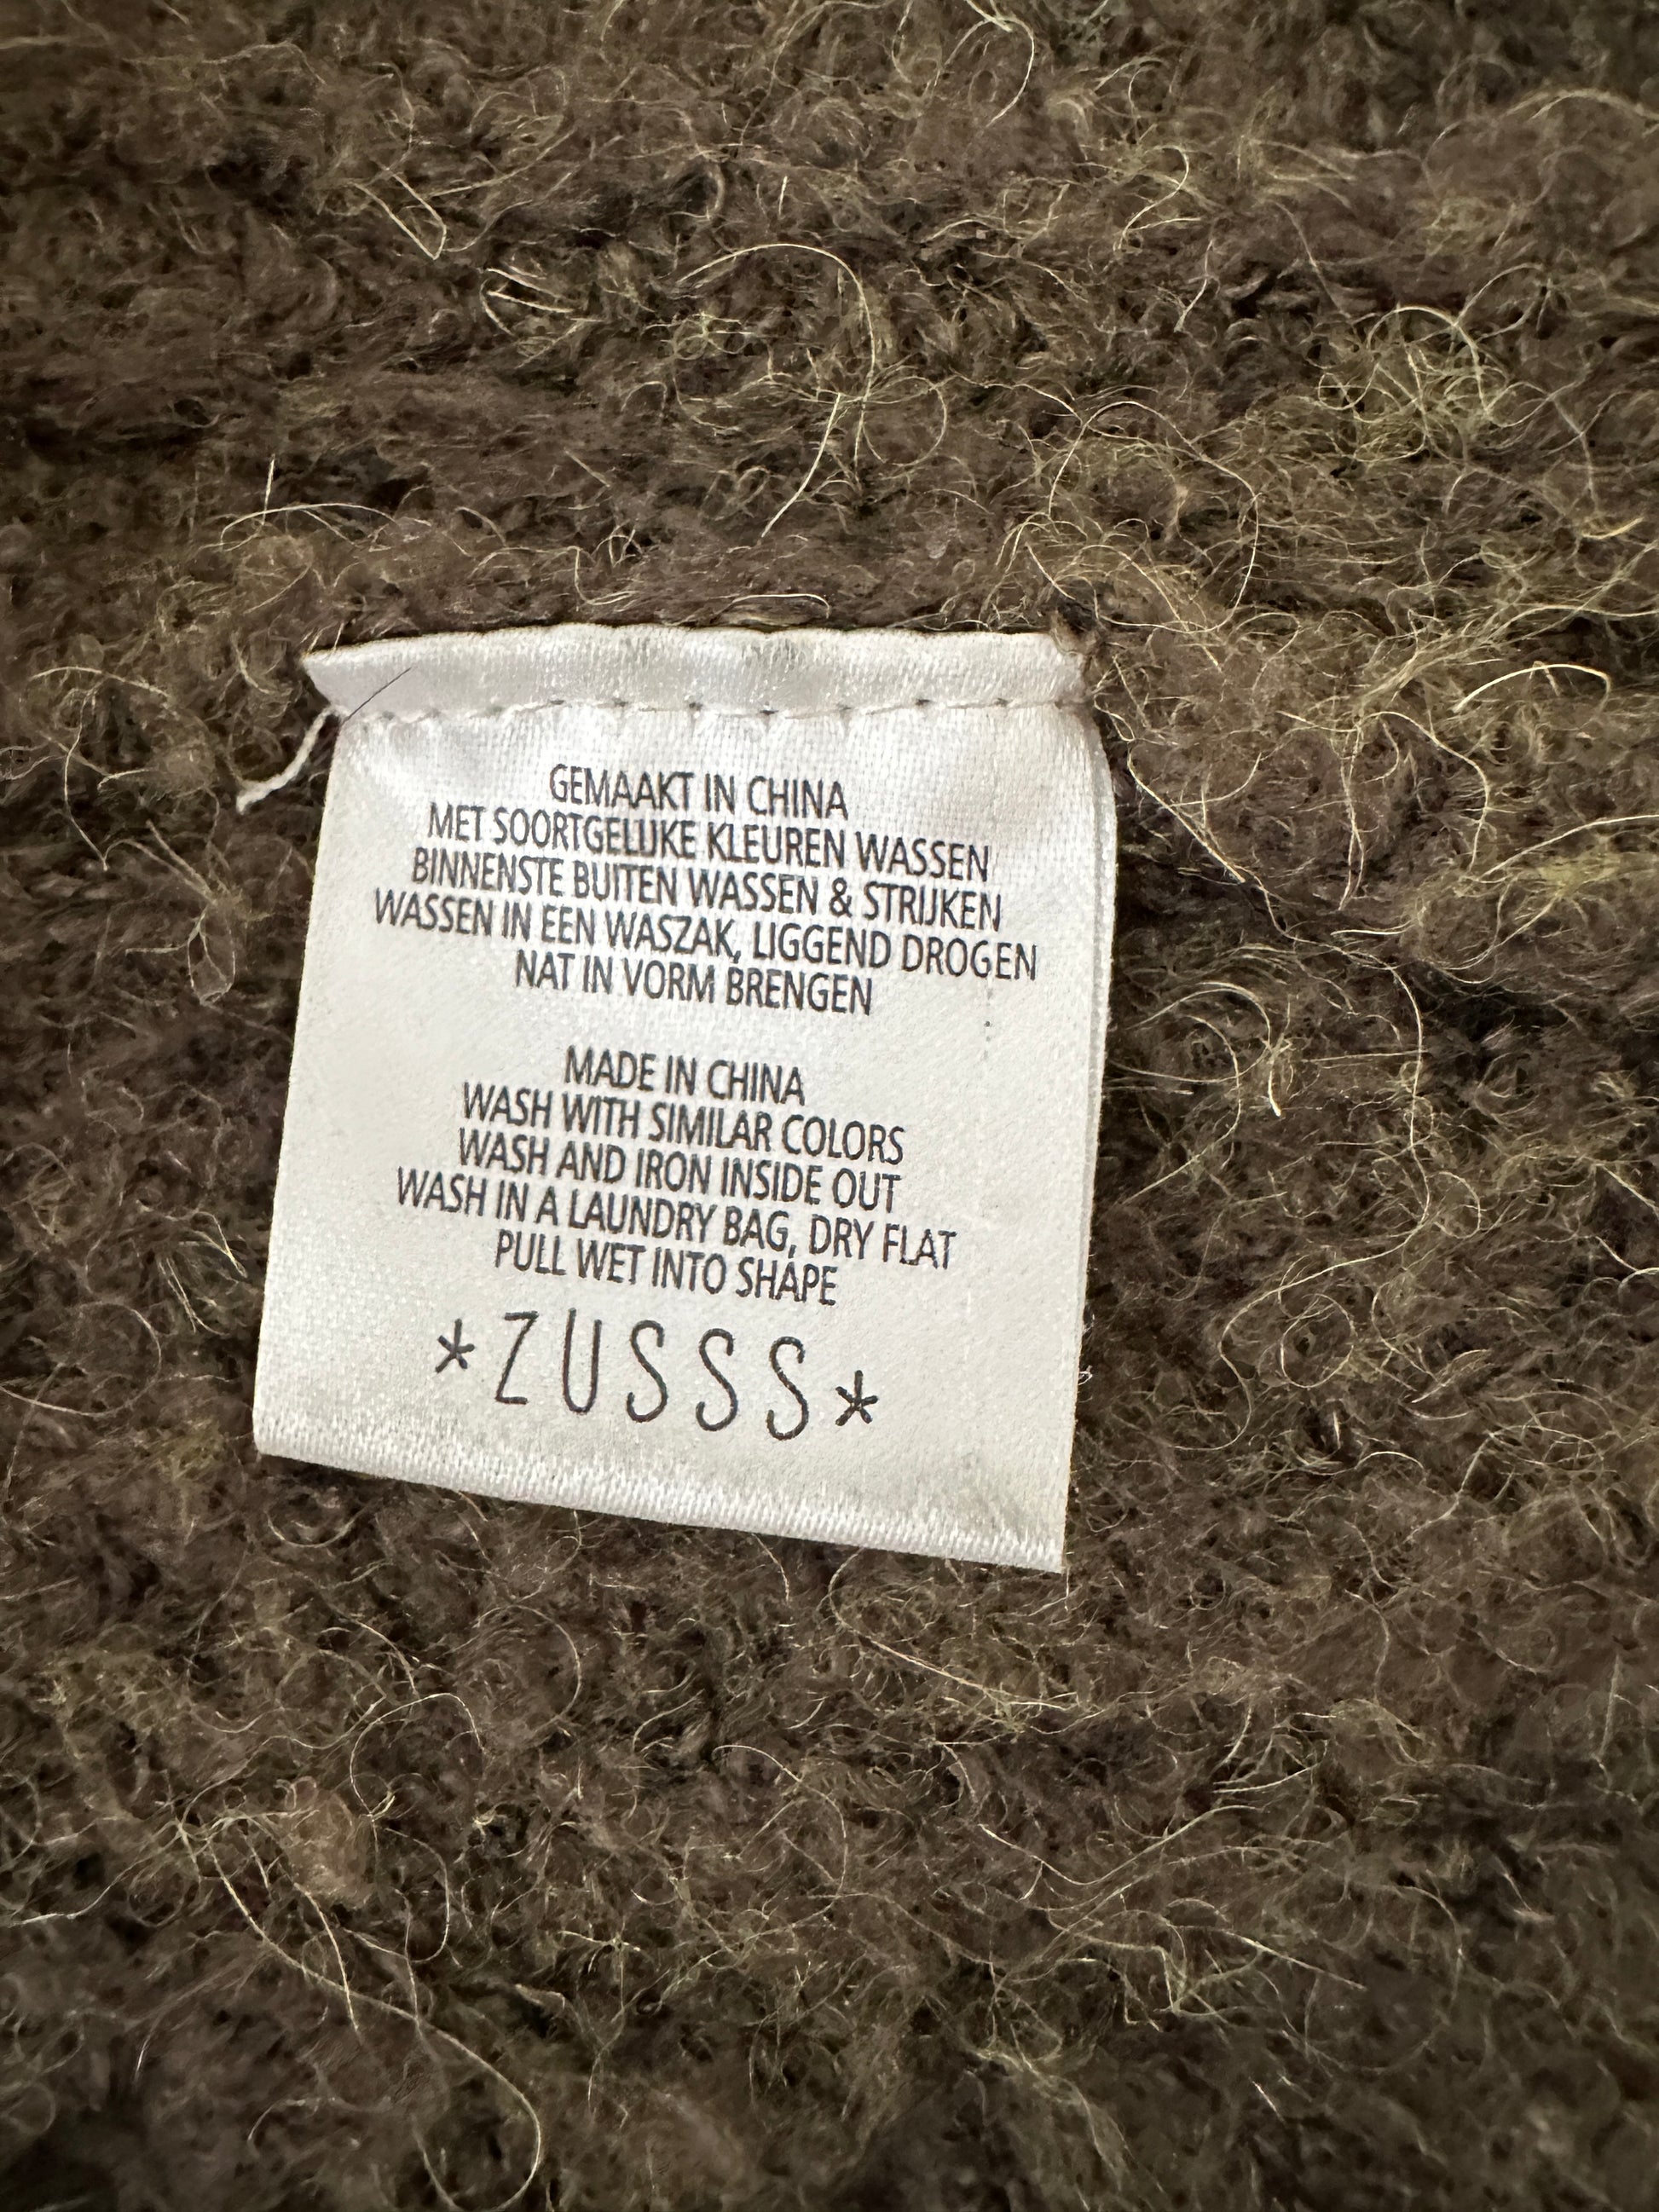 GEMAAKT IN CHINA
MET SOORTGELIJKE KLEUREN WASSEN
BINNENSTE BUITEN WASSEN & STRIJKEN
WASSEN IN EEN WASZAK, LIGGEND DROGEN
NAT IN VORM BRENGEN
MADE IN CHINA
WASH WITH SIMILAR COLORS
WASH AND IRON INSIDE OUT
WASH IN A LAUNDRY BAG, DRY FLAT
PULL WET INTO SHAPE
*ZUSSS*